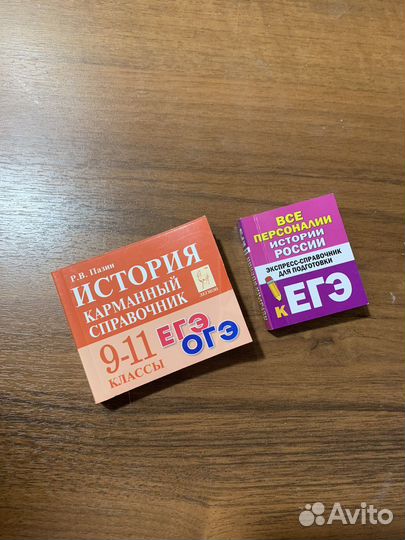 Р.В. Пазин
ИСТОРИЯ
КАРМАННЫЙ
СПРАВОЧНИК
9-11
КЛАССЫ
ЕГЭ
ОГЭ
ВСЕ
ПЕРСОНАЛИИ
ИСТОРИИ
РОССИИ
ЭКСПРЕСС-СПРАВОЧНИК
ДЛЯ ПОДГОТОВКИ
К ЕГЭ
Avito